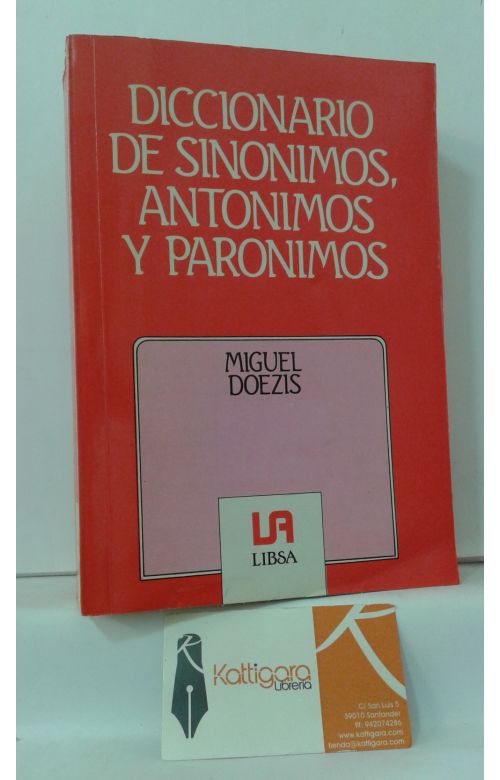 DICCIONARIO
DE SINONIMOS,
ANTONIMOS
Y PARONIMOS
MIGUEL
DOEZIS
LA
LIBSA
Kattigara
Librería
C/ San Luis 5
39010 Santander
tlf: 942074286
www.kattigara.com
tienda@kattigara.com